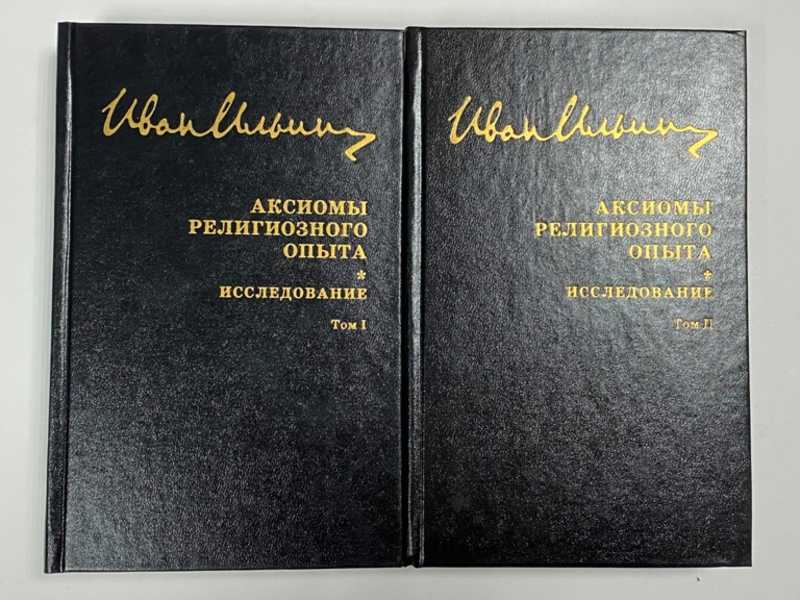 Иван Ильин
АКСИОМЫ
РЕЛИГИОЗНОГО
ОПЫТА
*
ИССЛЕДОВАНИЕ
Том I
Иван Ильин
АКСИОМЫ
РЕЛИГИОЗНОГО
ОПЫТА
*
ИССЛЕДОВАНИЕ
Том II